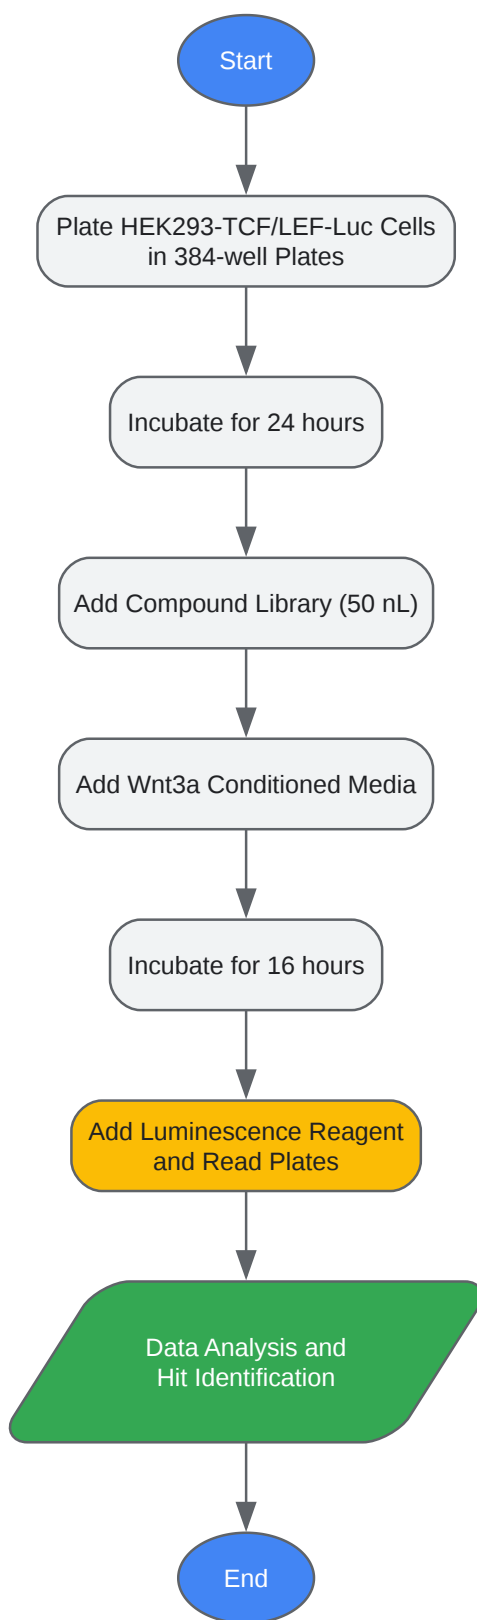 Start
Plate HEK293-TCF/LEF-Luc Cells
in 384-well Plates
Incubate for 24 hours
Add Compound Library (50 nL)
Add Wnt3a Conditioned Media
Incubate for 16 hours
Add Luminescence Reagent
and Read Plates
Data Analysis and
Hit Identification
End